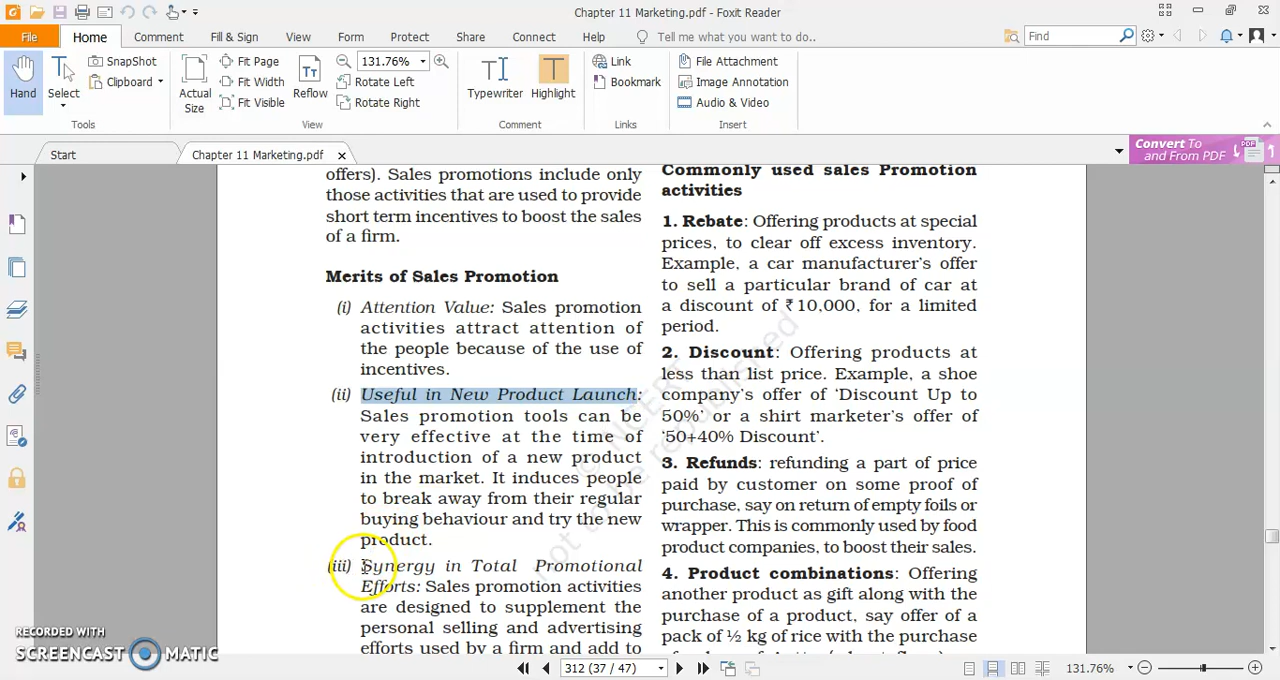 Chapter 11 Marketing.pdf - Foxit Reader
File Home Comment Fill & Sign View Form Protect Share Connect Help Tell me what you want to do.. Find
Hand
Select
SnapShot
Clipboard
Tools
Actual
Size
Fit Page
Fit Width
Fit Visible
Reflow
131.76%
Rotate Left
Rotate Right
View
Typewriter
Highlight
Comment
Link
Bookmark
Links
File Attachment
Image Annotation
Audio & Video
Insert
Start
Chapter 11 Marketing.pdf
Convert To
and From PDF
PDF
offers). Sales promotions include only
those activities that are used to provide
short term incentives to boost the sales
of a firm.
Merits of Sales Promotion
(i) Attention Value: Sales promotion
activities attract attention of
the people because of the use of
incentives.
(ii) Useful in New Product Launch:
Sales promotion tools can be
very effective at the time of
introduction of a new product
in the market. It induces people
to break away from their regular
buying behaviour and try the new
product.
(iii) Synergy in Total Promotional
Efforts: Sales promotion activities
are designed to supplement the
personal selling and advertising
efforts used by a firm and add to
Commonly used sales Promotion
activities
1. Rebate: Offering products at special
prices, to clear off excess inventory.
Example, a car manufacturer's offer
to sell a particular brand of car at
a discount of ₹10,000, for a limited
period.
2. Discount: Offering products at
less than list price. Example, a shoe
company's offer of 'Discount Up to
50%' or a shirt marketer's offer of
'50+40% Discount'.
3. Refunds: refunding a part of price
paid by customer on some proof of
purchase, say on return of empty foils or
wrapper. This is commonly used by food
product companies, to boost their sales.
4. Product combinations: Offering
another product as gift along with the
purchase of a product, say offer of a
pack of ½ kg of rice with the purchase
© NCERT
not to be republished
RECORDED WITH
SCREENCAST MATIC
312 (37 / 47)
131.76%